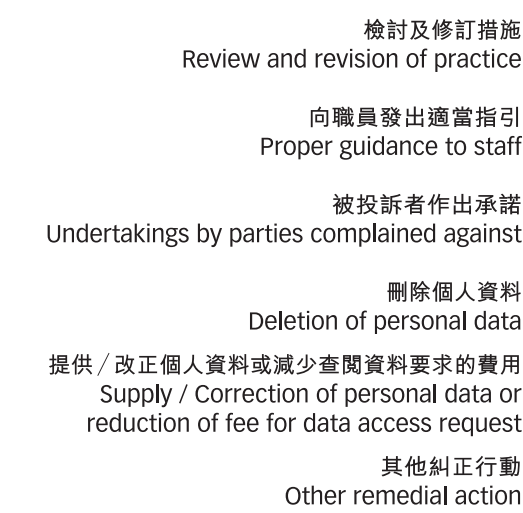 檢討及修訂措施
Review and revision of practice
向職員發出適當指引
Proper guidance to staff
被投訴者作出承諾
Undertakings by parties complained against
刪除個人資料
Deletion of personal data
提供／改正個人資料或減少查閱資料要求的費用
Supply / Correction of personal data or
reduction of fee for data access request
其他糾正行動
Other remedial action